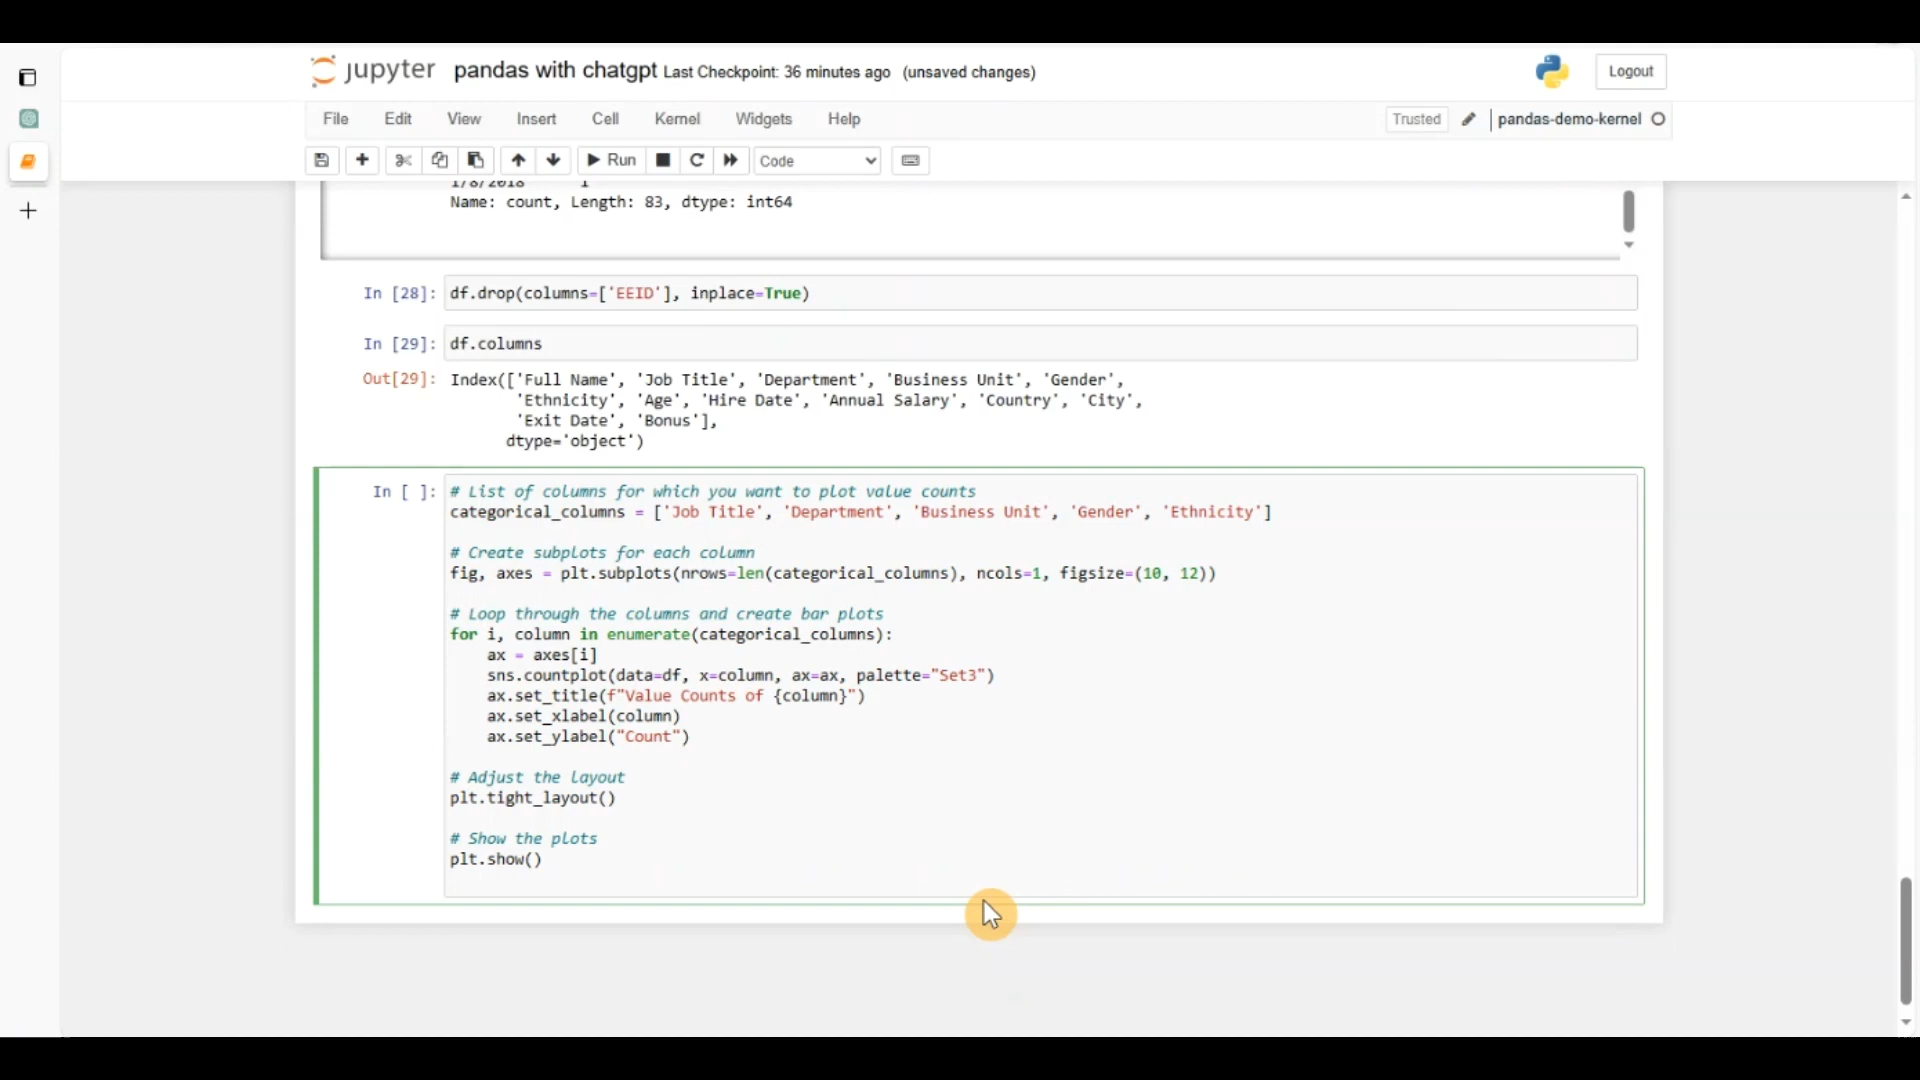 jupyter pandas with chatgpt Last Checkpoint: 36 minutes ago (unsaved changes) Logout
File Edit View Insert Cell Kernel Widgets Help Trusted pandas-demo-kernel
Run Code
1/8/2018 1
Name: count, Length: 83, dtype: int64
In [28]: df.drop(columns=['EEID'], inplace=True)
In [29]: df.columns
Out[29]: Index(['Full Name', 'Job Title', 'Department', 'Business Unit', 'Gender',
'Ethnicity', 'Age', 'Hire Date', 'Annual Salary', 'Country', 'City',
'Exit Date', 'Bonus'],
dtype='object')
In [ ]: # List of columns for which you want to plot value counts
categorical_columns = ['Job Title', 'Department', 'Business Unit', 'Gender', 'Ethnicity']
# Create subplots for each column
fig, axes = plt.subplots(nrows=len(categorical_columns), ncols=1, figsize=(10, 12))
# Loop through the columns and create bar plots
for i, column in enumerate(categorical_columns):
ax = axes[i]
sns.countplot(data=df, x=column, ax=ax, palette="Set3")
ax.set_title(f"Value Counts of {column}")
ax.set_xlabel(column)
ax.set_ylabel("Count")
# Adjust the layout
plt.tight_layout()
# Show the plots
plt.show()